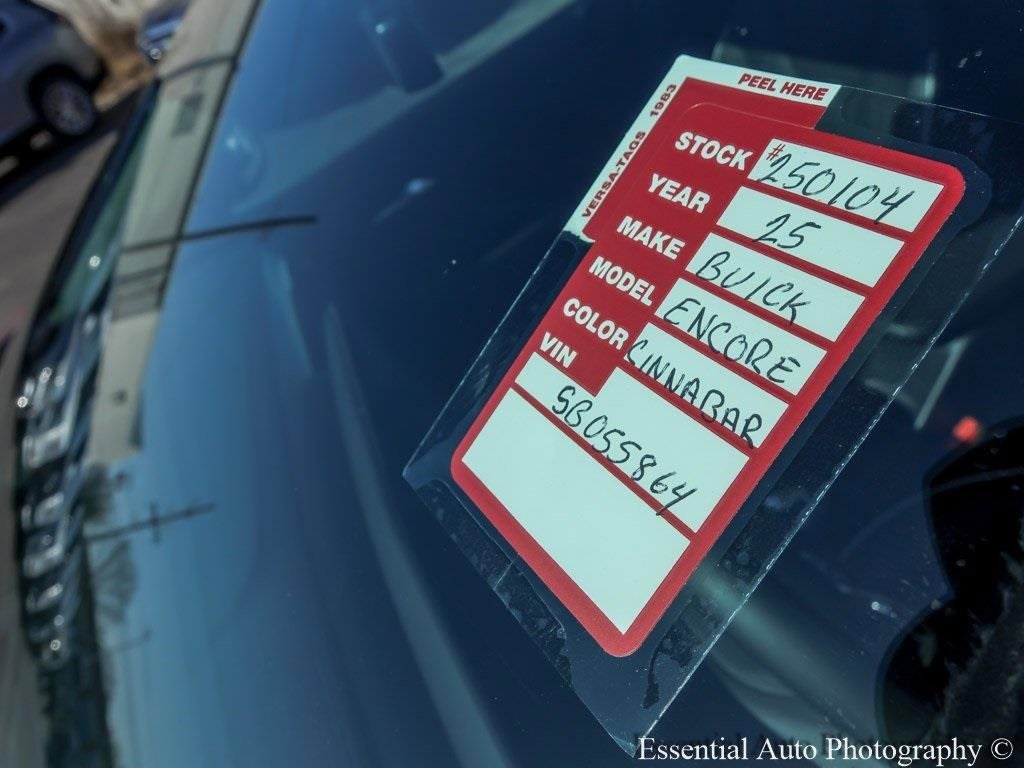 PEEL HERE
VERSA-TAGS 1983
STOCK #250104
YEAR 25
MAKE BUICK
MODEL ENCORE
COLOR CINNABAR
VIN SB055864
Essential Auto Photography ©